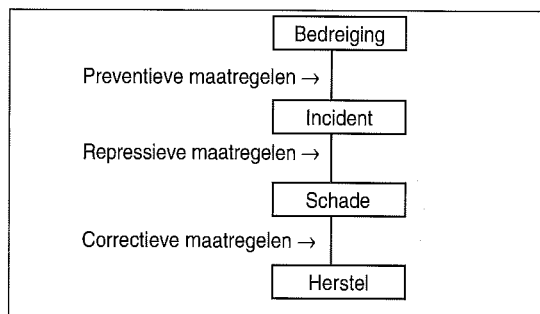 Bedreiging
Preventieve maatregelen →
Incident
Repressieve maatregelen →
Schade
Correctieve maatregelen →
Herstel